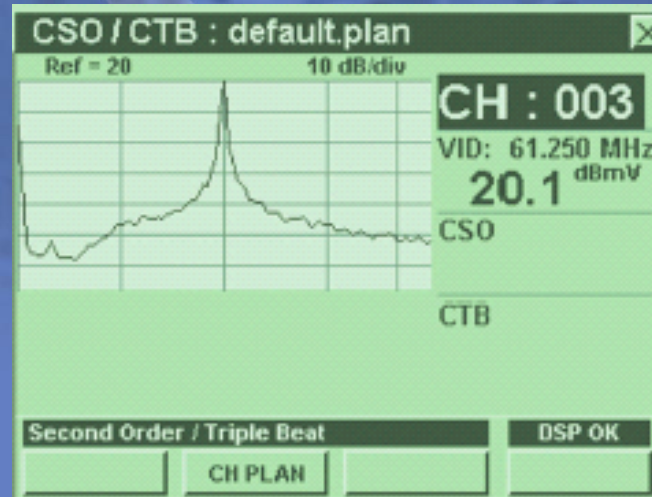 CSO / CTB : default.plan
Ref = 20 10 dB/div
CH : 003
VID: 61.250 MHz
20.1 dBmV
CSO
CTB
Second Order / Triple Beat DSP OK
CH PLAN